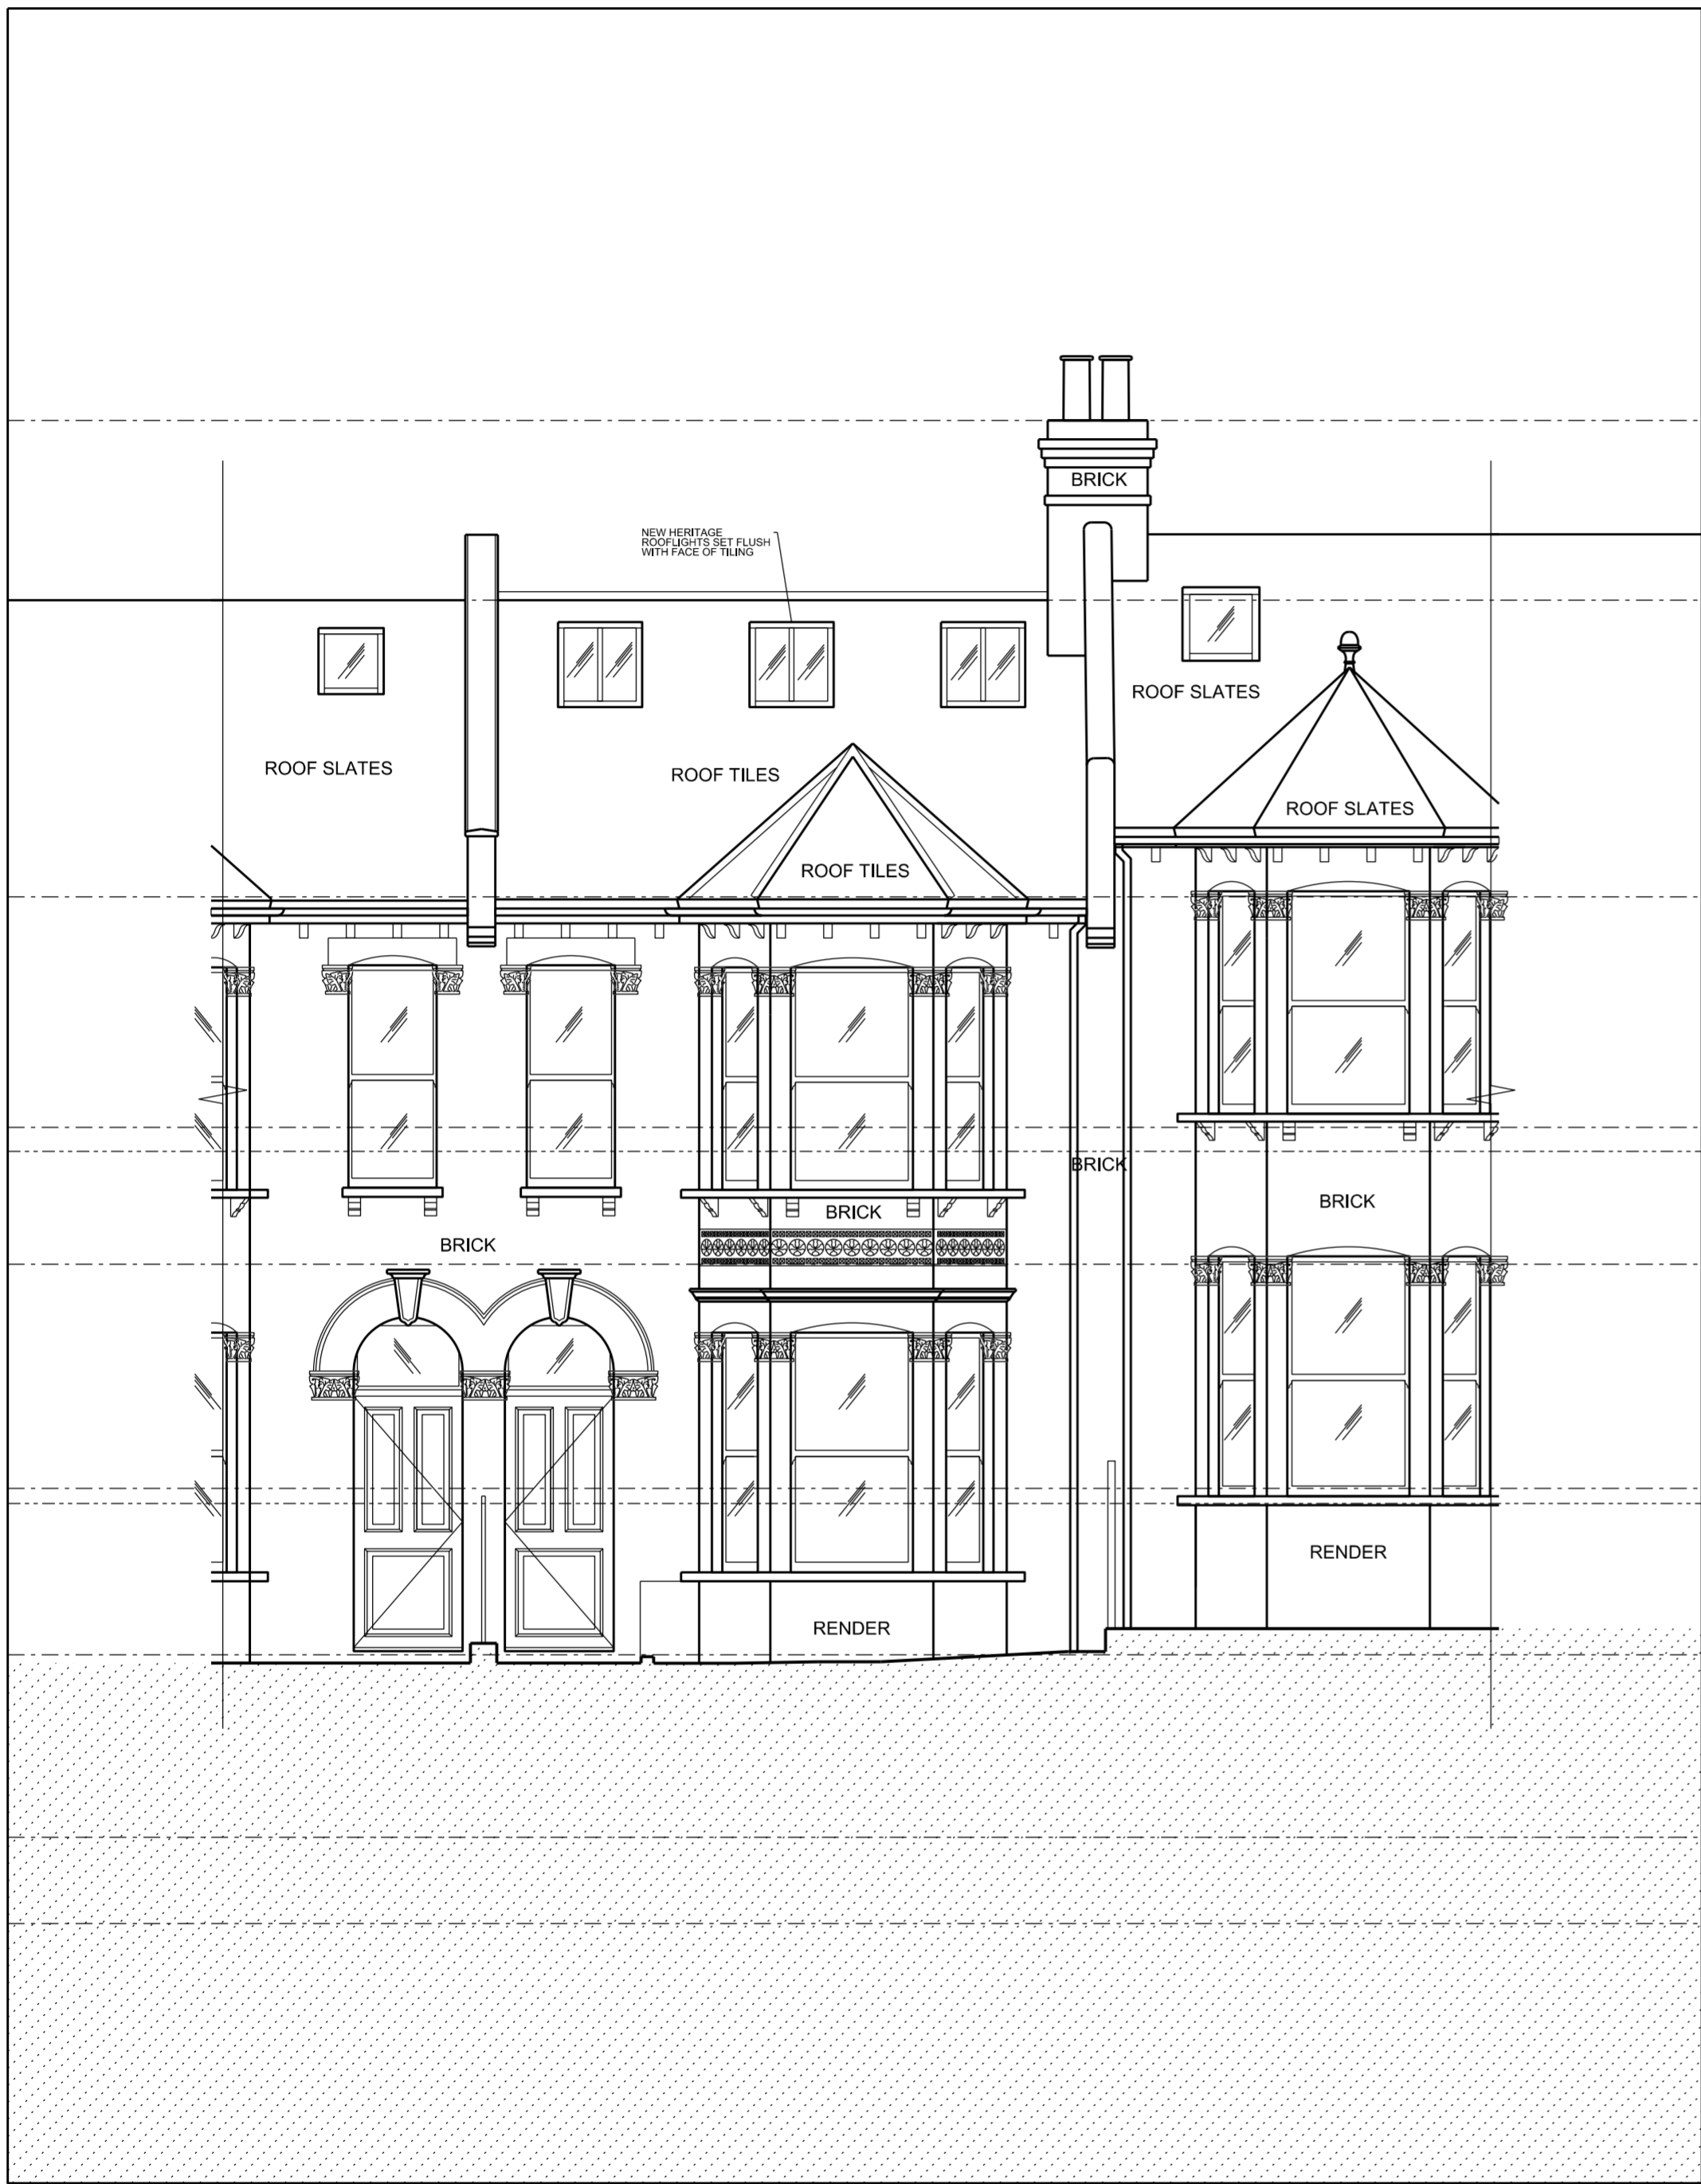 BRICK
NEW HERITAGE
ROOFLIGHTS SET FLUSH
WITH FACE OF TILING
ROOF SLATES
ROOF SLATES
ROOF TILES
ROOF SLATES
ROOF TILES
BRICK
BRICK
BRICK
BRICK
RENDER
RENDER